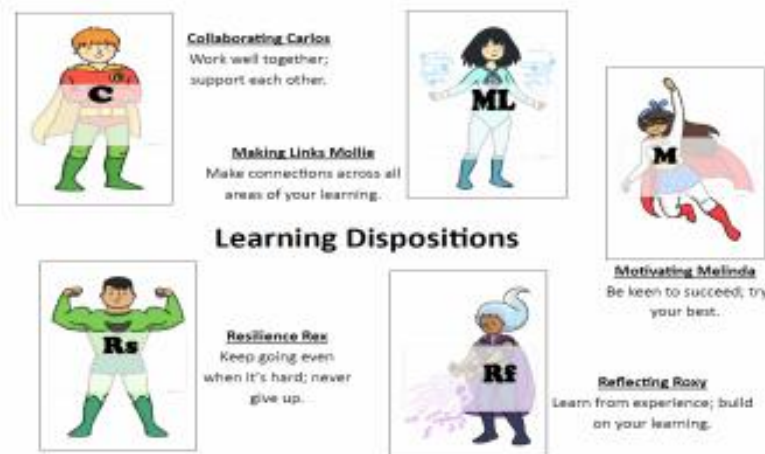 Collaborating Carlos
Work well together;
support each other.
C
ML
Making Links Mollie
Make connections across all
areas of your learning.
M
Learning Dispositions
Motivating Melinda
Be keen to succeed; try
your best.
Rs
Resilience Rex
Keep going even
when it's hard; never
give up.
Rf
Reflecting Roxy
Learn from experience; build
on your learning.